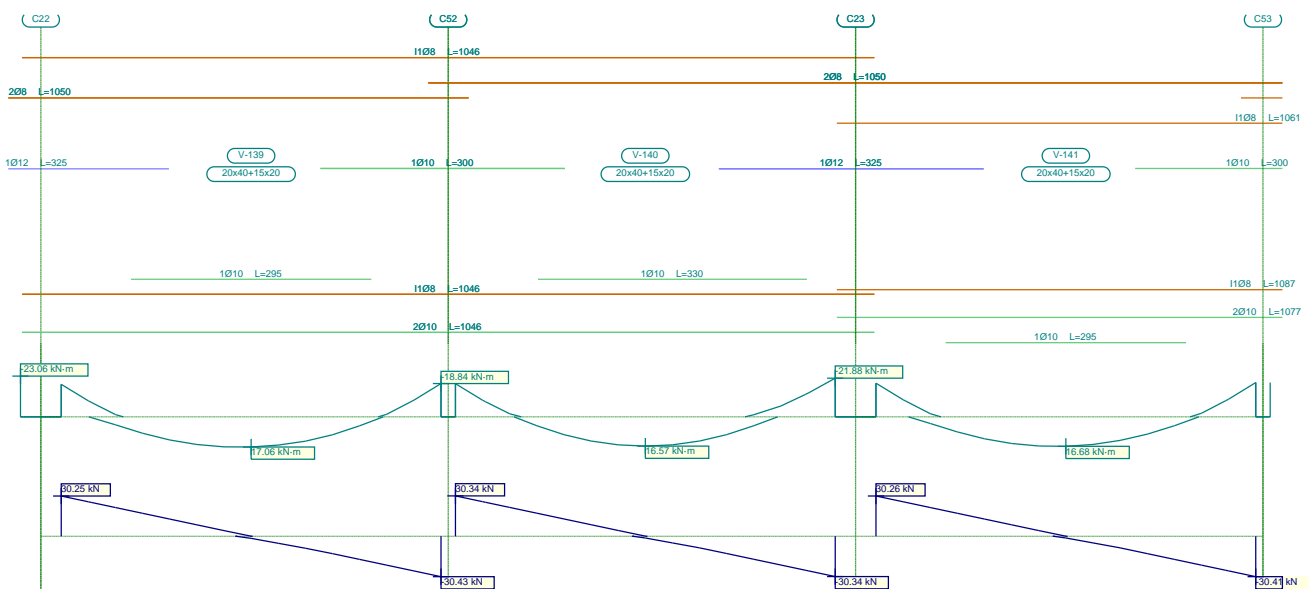 C22 C52 C23 C53
I1Ø8 L=1046
2Ø8 L=1050
2Ø8 L=1050
I1Ø8 L=1061
V-139 V-140 V-141
1Ø12 L=325 1Ø10 L=300 1Ø12 L=325 1Ø10 L=300
20x40+15x20 20x40+15x20 20x40+15x20
1Ø10 L=295 1Ø10 L=330
I1Ø8 L=1087
I1Ø8 L=1046
2Ø10 L=1077
2Ø10 L=1046
1Ø10 L=295
-23.06 kN·m -18.84 kN·m -21.88 kN·m
17.06 kN·m 16.57 kN·m 16.68 kN·m
30.25 kN 30.34 kN 30.26 kN
-30.43 kN -30.34 kN -30.41 kN